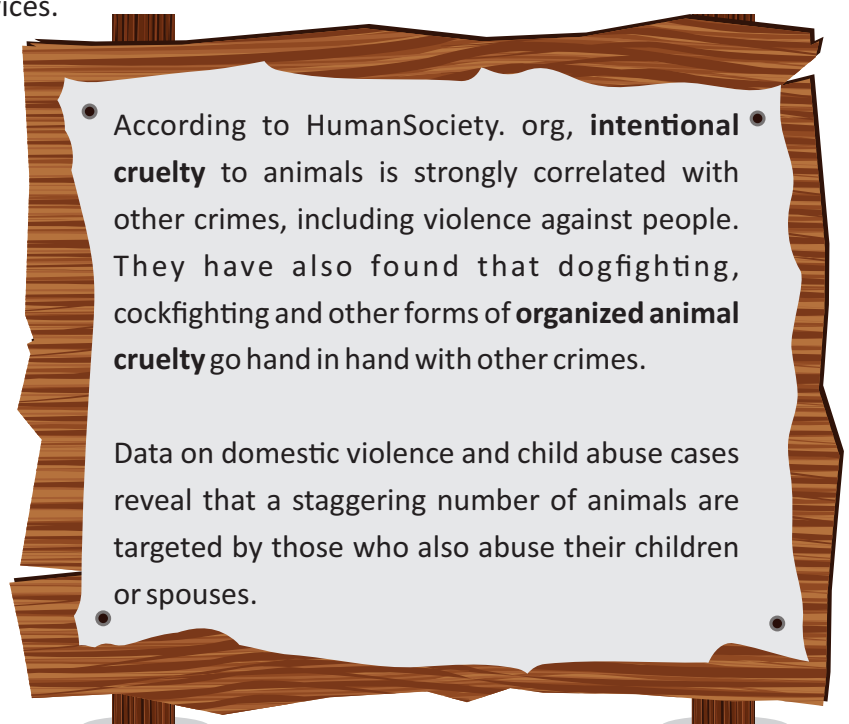 ices.
According to HumanSociety. org, intentional
cruelty to animals is strongly correlated with
other crimes, including violence against people.
They have also found that dogfighting,
cockfighting and other forms of organized animal
cruelty go hand in hand with other crimes.
Data on domestic violence and child abuse cases
reveal that a staggering number of animals are
targeted by those who also abuse their children
or spouses.